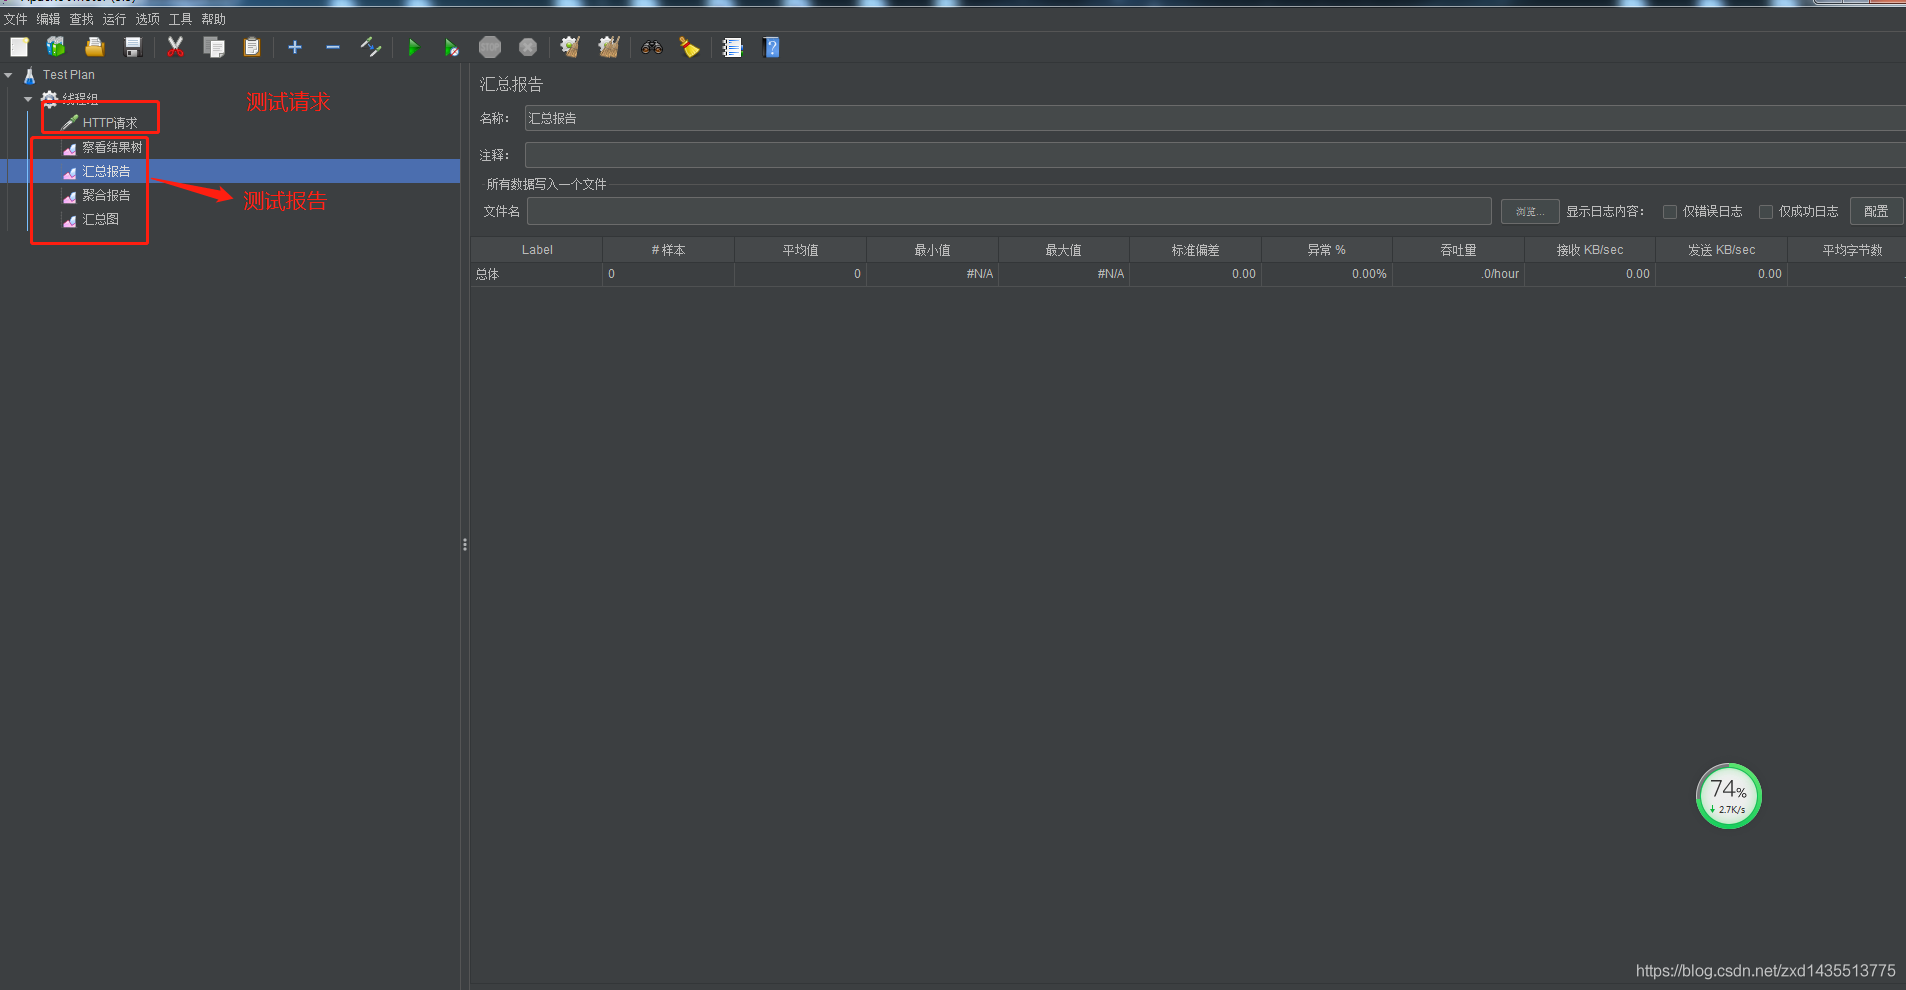 文件 编辑 查找 运行 选项 工具 帮助
STOP
Test Plan
线程组
HTTP请求
察看结果树
汇总报告
聚合报告
汇总图
测试请求
测试报告
汇总报告
名称： 汇总报告
注释：
所有数据写入一个文件
文件名 浏览... 显示日志内容： 仅错误日志 仅成功日志 配置
Label # 样本 平均值 最小值 最大值 标准偏差 异常 % 吞吐量 接收 KB/sec 发送 KB/sec 平均字节数
总体 0 0 #N/A #N/A 0.00 0.00% .0/hour 0.00 0.00
74%
2.7K/s
https://blog.csdn.net/zxd1435513775